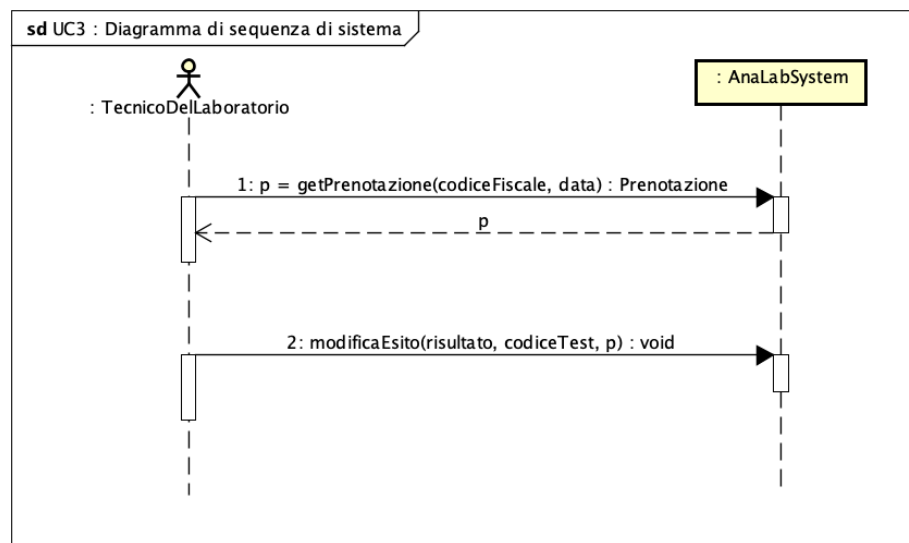 sd UC3 : Diagramma di sequenza di sistema
: TecnicoDelLaboratorio
: AnaLabSystem
1: p = getPrenotazione(codiceFiscale, data) : Prenotazione
p
2: modificaEsito(risultato, codiceTest, p) : void